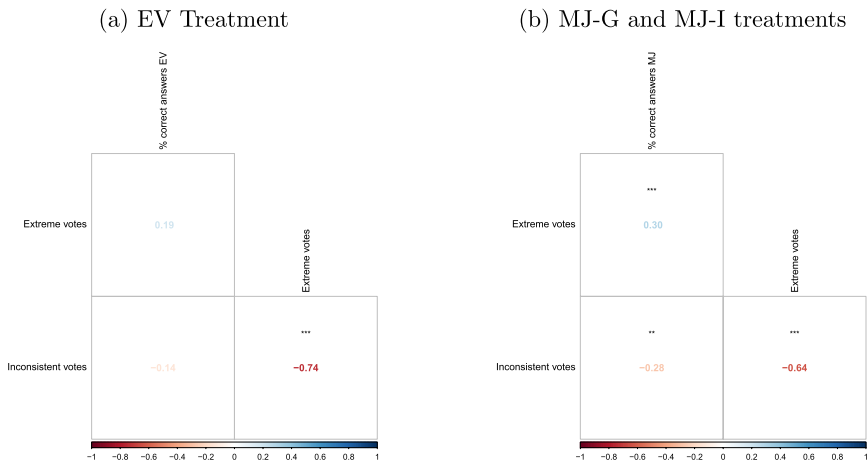 (a) EV Treatment
% correct answers EV
Extreme votes
0.19
Extreme votes
Inconsistent votes
−0.14
***
−0.74
−1 −0.8 −0.6 −0.4 −0.2 0 0.2 0.4 0.6 0.8 1
(b) MJ-G and MJ-I treatments
% correct answers MJ
Extreme votes
***
0.30
Extreme votes
Inconsistent votes
**
−0.28
***
−0.64
−1 −0.8 −0.6 −0.4 −0.2 0 0.2 0.4 0.6 0.8 1